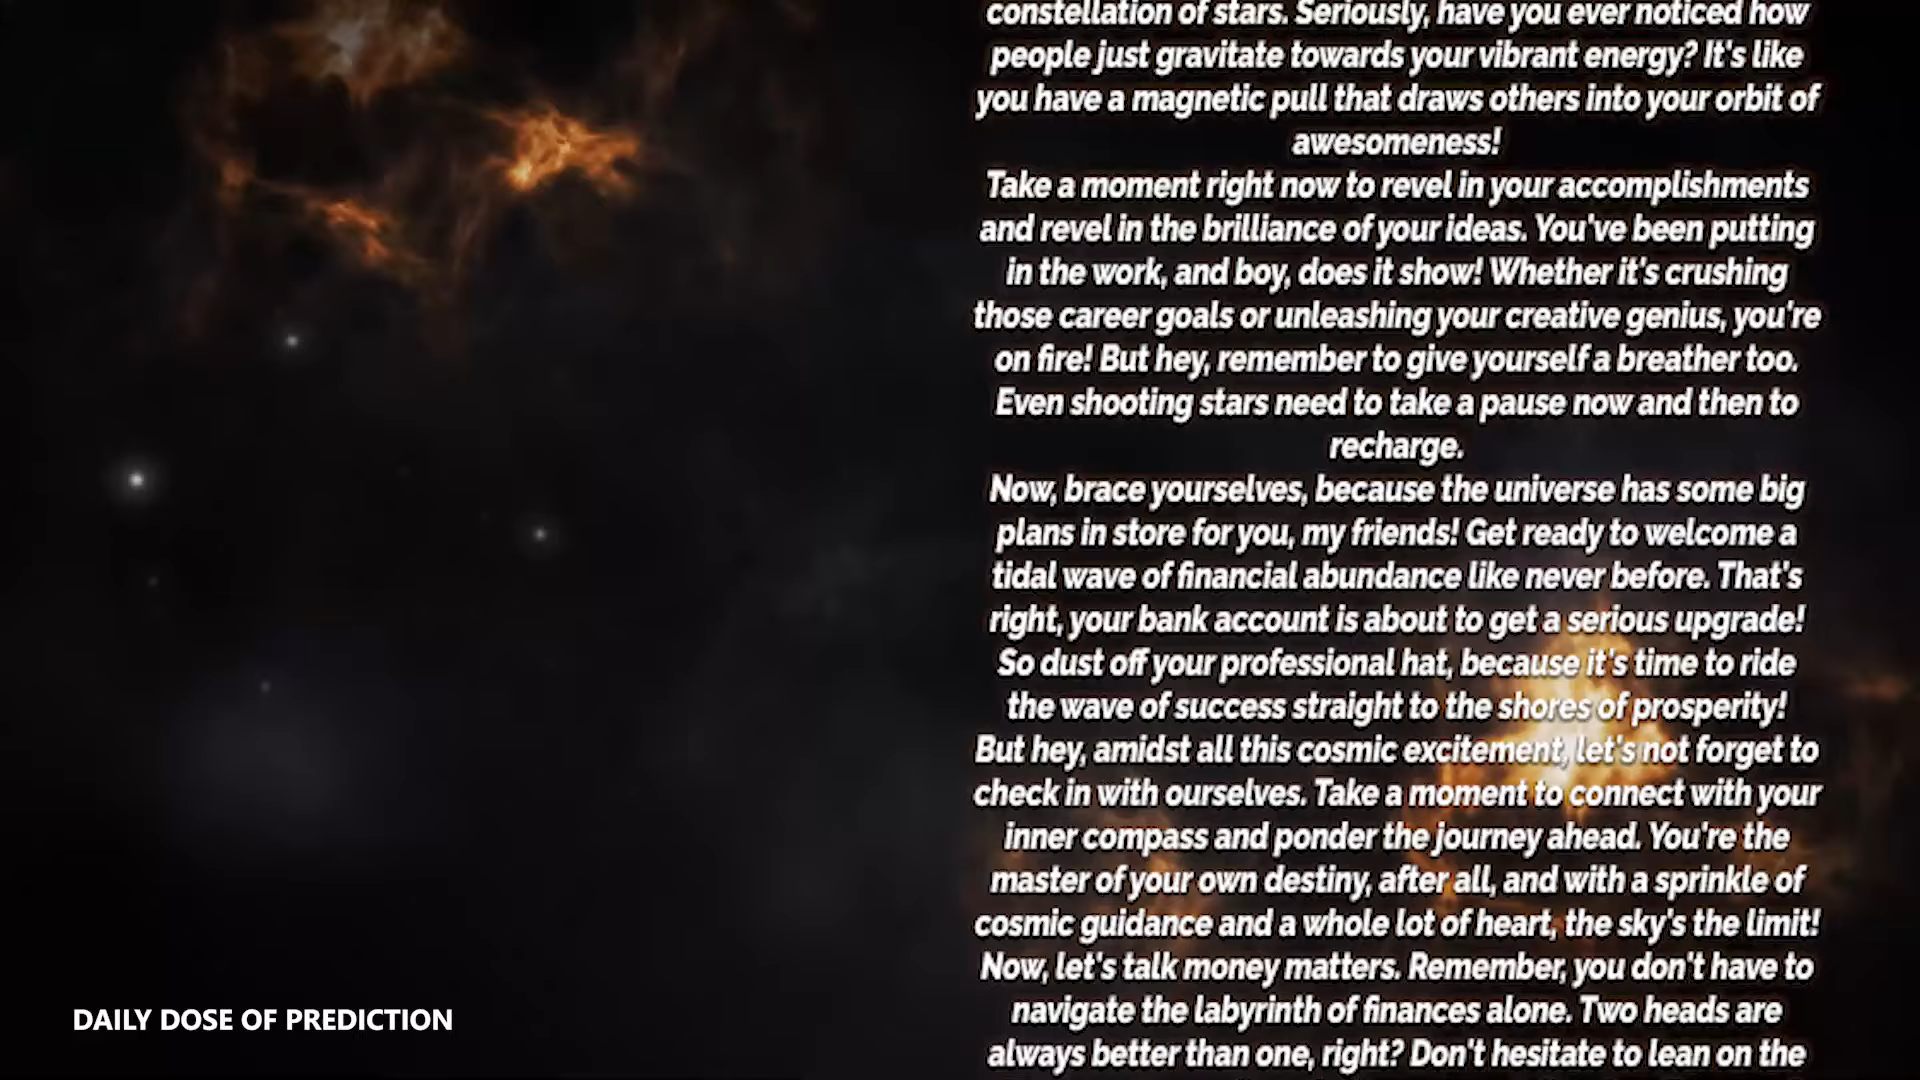 constellation of stars. Seriously, have you ever noticed how
people just gravitate towards your vibrant energy? It's like
you have a magnetic pull that draws others into your orbit of
awesomeness!
Take a moment right now to revel in your accomplishments
and revel in the brilliance of your ideas. You've been putting
in the work, and boy, does it show! Whether it's crushing
those career goals or unleashing your creative genius, you're
on fire! But hey, remember to give yourself a breather too.
Even shooting stars need to take a pause now and then to
recharge.
Now, brace yourselves, because the universe has some big
plans in store for you, my friends! Get ready to welcome a
tidal wave of financial abundance like never before. That's
right, your bank account is about to get a serious upgrade!
So dust off your professional hat, because it's time to ride
the wave of success straight to the shores of prosperity!
But hey, amidst all this cosmic excitement, let's not forget to
check in with ourselves. Take a moment to connect with your
inner compass and ponder the journey ahead. You're the
master of your own destiny, after all, and with a sprinkle of
cosmic guidance and a whole lot of heart, the sky's the limit!
Now, let's talk money matters. Remember, you don't have to
navigate the labyrinth of finances alone. Two heads are
always better than one, right? Don't hesitate to lean on the
DAILY DOSE OF PREDICTION